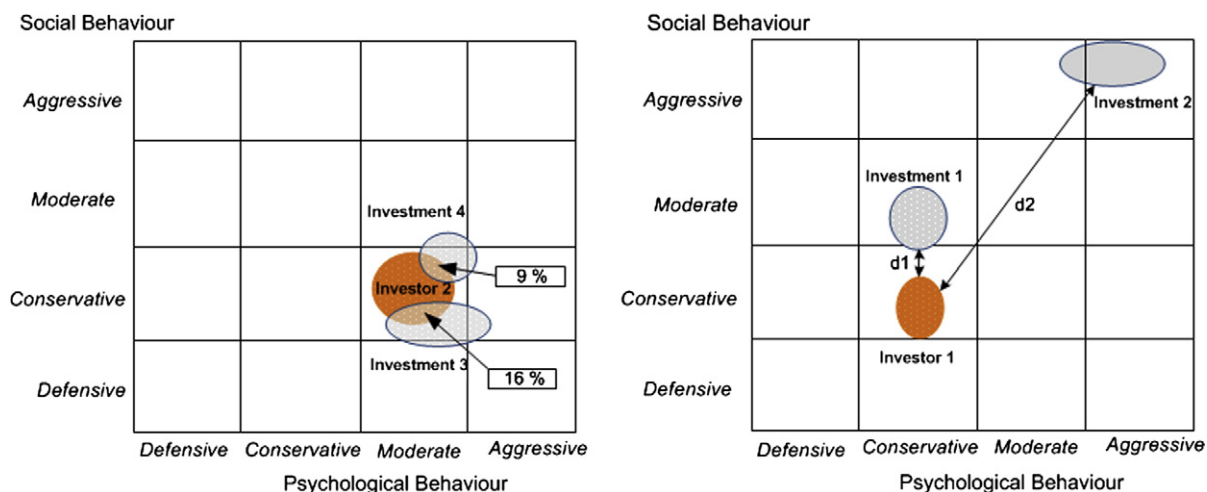 Social Behaviour
Aggressive
Moderate
Investment 4
9 %
Conservative
Investor 2
Investment 3
16 %
Defensive
Defensive Conservative Moderate Aggressive
Psychological Behaviour
Social Behaviour
Aggressive
Investment 2
Investment 1
Moderate
d2
d1
Conservative
Investor 1
Defensive
Defensive Conservative Moderate Aggressive
Psychological Behaviour